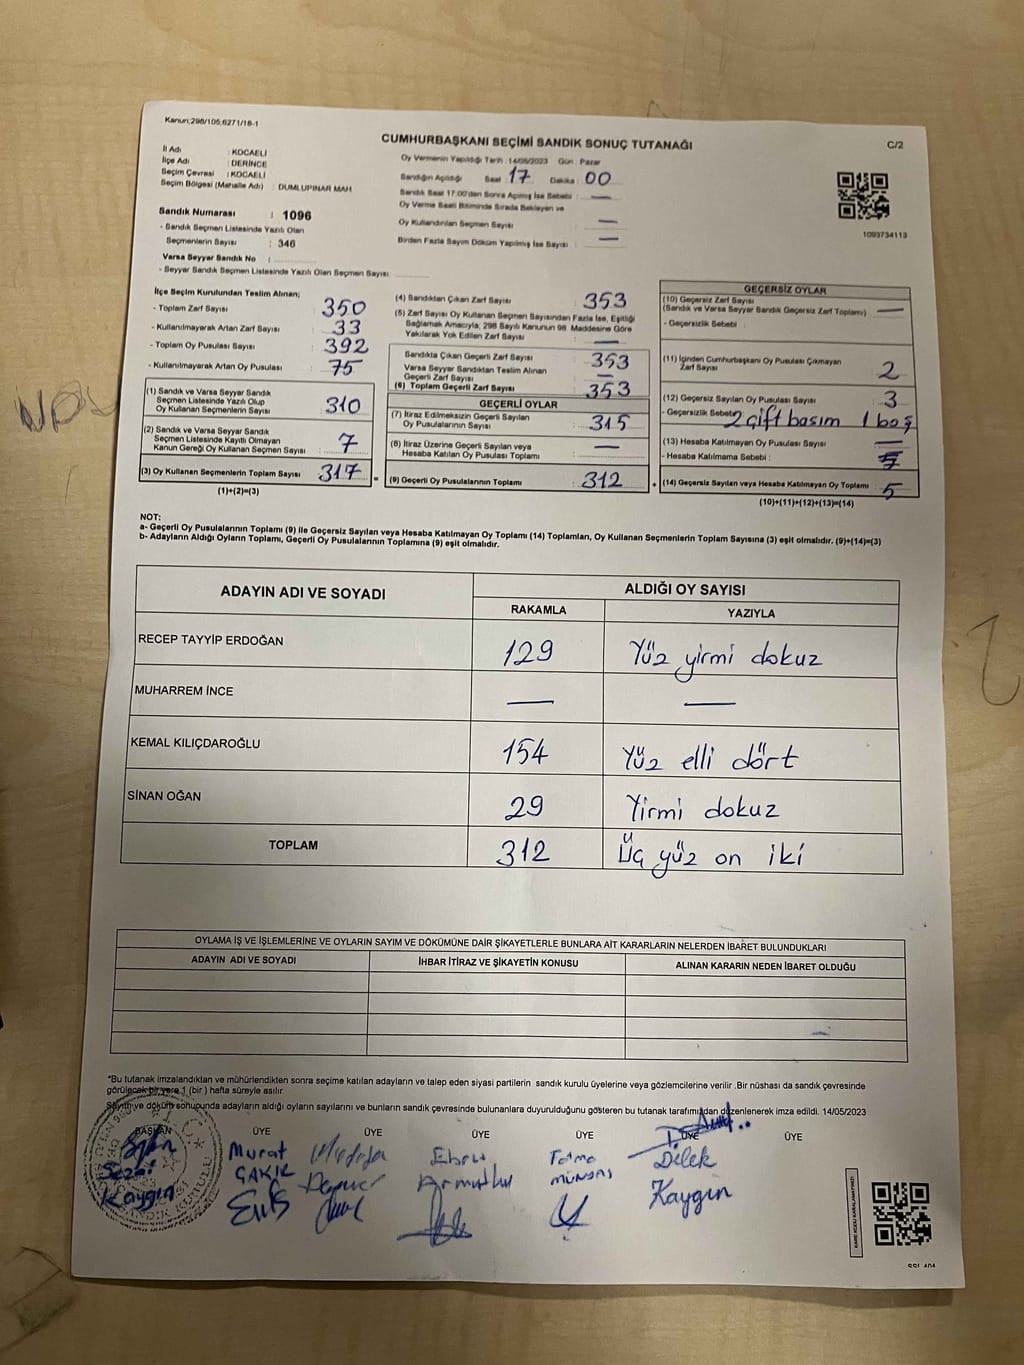 Kanun;298/105;6271/18-1
CUMHURBAŞKANI SEÇİMİ SANDIK SONUÇ TUTANAĞI
C/2
İl Adı : KOCAELİ
İlçe Adı : DERİNCE
Seçim Çevresi : KOCAELİ
Seçim Bölgesi (Mahalle Adı) : DUMLUPINAR MAH
Sandık Numarası : 1096
- Sandık Seçmen Listesinde Yazılı Olan
Seçmenlerin Sayısı : 346
Varsa Seyyar Sandık No :
- Seyyar Sandık Seçmen Listesinde Yazılı Olan Seçmen Sayısı
Oy Vermenin Yapıldığı Tarih : 14/05/2023 Gün : Pazar
Sandığın Açıldığı Saat 17 Dakika : 00
Sandık Saat 17:00'den Sonra Açılmış İse Sebebi : —
Oy Verme Saati Bitiminde Sırada Bekleyen ve
Oy Kullandırılan Seçmen Sayısı —
Birden Fazla Sayım Döküm Yapılmış İse Sayısı : —
1093734113
İlçe Seçim Kurulundan Teslim Alınan;
- Toplam Zarf Sayısı : 350
- Kullanılmayarak Artan Zarf Sayısı : 33
- Toplam Oy Pusulası Sayısı : 392
- Kullanılmayarak Artan Oy Pusulası : 75
(1) Sandık ve Varsa Seyyar Sandık
Seçmen Listesinde Yazılı Olup
Oy Kullanan Seçmenlerin Sayısı : 310
(2) Sandık ve Varsa Seyyar Sandık
Seçmen Listesinde Kayıtlı Olmayan
Kanun Gereği Oy Kullanan Seçmen Sayısı : 7
(3) Oy Kullanan Seçmenlerin Toplam Sayısı : 317
(1)+(2)=(3)
(4) Sandıktan Çıkan Zarf Sayısı : 353
(5) Zarf Sayısı Oy Kullanan Seçmen Sayısından Fazla İse, Eşitliği
Sağlamak Amacıyla; 298 Sayılı Kanunun 98. Maddesine Göre
Yakılarak Yok Edilen Zarf Sayısı : —
Sandıkta Çıkan Geçerli Zarf Sayısı : 353
Varsa Seyyar Sandıktan Teslim Alınan
Geçerli Zarf Sayısı : —
(6) Toplam Geçerli Zarf Sayısı : 353
GEÇERLİ OYLAR
(7) İtiraz Edilmeksizin Geçerli Sayılan
Oy Pusulalarının Sayısı : 315
(8) İtiraz Üzerine Geçerli Sayılan veya
Hesaba Katılan Oy Pusulası Toplamı : —
(9) Geçerli Oy Pusulalarının Toplamı : 312
GEÇERSİZ OYLAR
(10) Geçersiz Zarf Sayısı
(Sandık ve Varsa Seyyar Sandık Geçersiz Zarf Toplamı) : —
- Geçersizlik Sebebi :
(11) İçinden Cumhurbaşkanı Oy Pusulası Çıkmayan
Zarf Sayısı 2
(12) Geçersiz Sayılan Oy Pusulası Sayısı : 3
- Geçersizlik Sebebi 2 çift basım 1 boş
(13) Hesaba Katılmayan Oy Pusulası Sayısı : —
- Hesaba Katılmama Sebebi :
(14) Geçersiz Sayılan veya Hesaba Katılmayan Oy Toplamı : 5
(10)+(11)+(12)+(13)=(14)
NOT:
a- Geçerli Oy Pusulalarının Toplamı (9) ile Geçersiz Sayılan veya Hesaba Katılmayan Oy Toplamı (14) Toplamları, Oy Kullanan Seçmenlerin Toplam Sayısına (3) eşit olmalıdır. (9)+(14)=(3)
b- Adayların Aldığı Oyların Toplamı, Geçerli Oy Pusulalarının Toplamına (9) eşit olmalıdır.
ADAYIN ADI VE SOYADI
ALDIĞI OY SAYISI
RAKAMLA YAZIYLA
RECEP TAYYİP ERDOĞAN 129 Yüz yirmi dokuz
MUHARREM İNCE — —
KEMAL KILIÇDAROĞLU 154 Yüz elli dört
SİNAN OĞAN 29 Yirmi dokuz
TOPLAM 312 Üç yüz on iki
OYLAMA İŞ VE İŞLEMLERİNE VE OYLARIN SAYIM VE DÖKÜMÜNE DAİR ŞİKAYETLERLE BUNLARA AİT KARARLARIN NELERDEN İBARET BULUNDUKLARI
ADAYIN ADI VE SOYADI İHBAR İTİRAZ VE ŞİKAYETİN KONUSU ALINAN KARARIN NEDEN İBARET OLDUĞU
*Bu tutanak imzalandıktan ve mühürlendikten sonra seçime katılan adayların ve talep eden siyasi partilerin sandık kurulu üyelerine veya gözlemcilerine verilir .Bir nüshası da sandık çevresinde
görülecek bir yere 1 (bir ) hafta süreyle asılır.
Sayım ve döküm sonucunda adayların aldığı oyların sayılarını ve bunların sandık çevresinde bulunanlara duyurulduğunu gösteren bu tutanak tarafımızdan düzenlenerek imza edildi. 14/05/2023
BAŞKAN ÜYE ÜYE ÜYE ÜYE ÜYE ÜYE
Sezai Murat Ebru Fatma Dilek
Kaygın ÇAKIR Armutlu Kaygın
KARE KODU KARALAMAYINIZ!